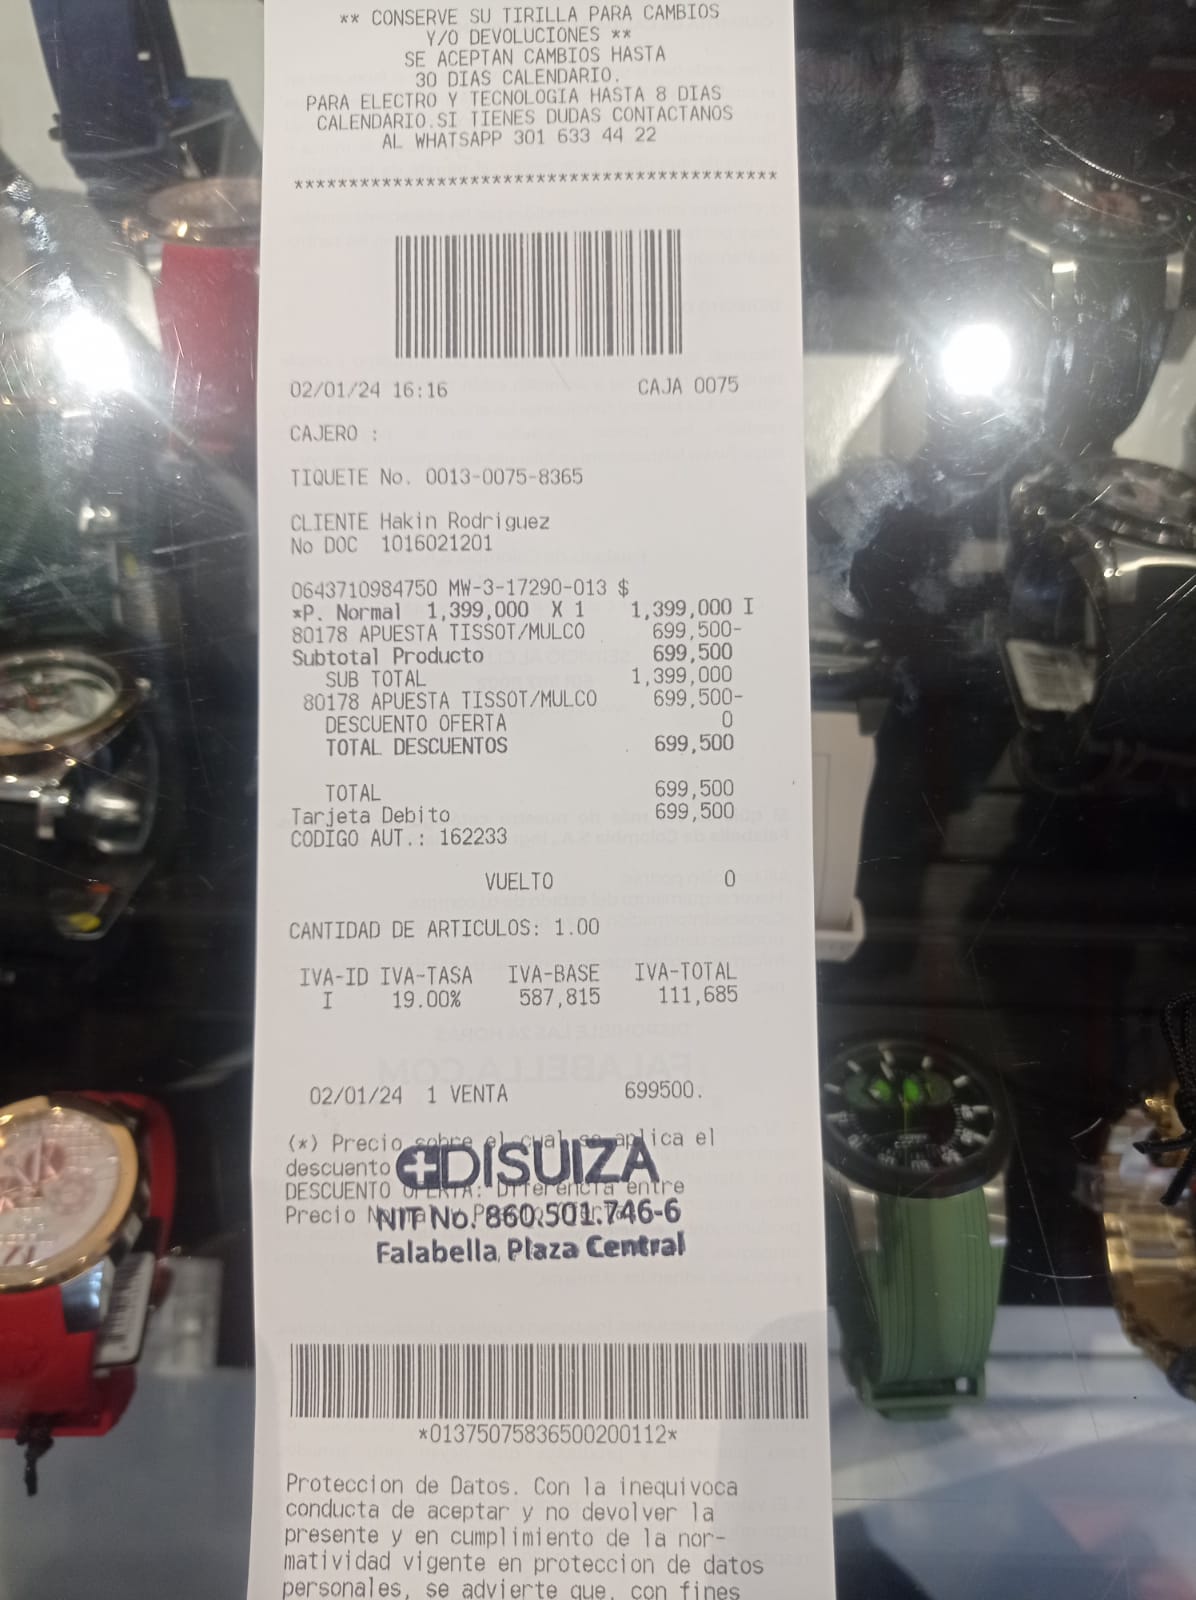 ** CONSERVE SU TIRILLA PARA CAMBIOS
Y/O DEVOLUCIONES **
SE ACEPTAN CAMBIOS HASTA
30 DIAS CALENDARIO.
PARA ELECTRO Y TECNOLOGIA HASTA 8 DIAS
CALENDARIO.SI TIENES DUDAS CONTACTANOS
AL WHATSAPP 301 633 44 22
********************************************
02/01/24 16:16 CAJA 0075
CAJERO :
TIQUETE No. 0013-0075-8365
CLIENTE Hakin Rodriguez
No DOC 1016021201
0643710984750 MW-3-17290-013 $
*P. Normal 1,399,000 X 1 1,399,000 I
80178 APUESTA TISSOT/MULCO 699,500-
Subtotal Producto 699,500
SUB TOTAL 1,399,000
80178 APUESTA TISSOT/MULCO 699,500-
DESCUENTO OFERTA 0
TOTAL DESCUENTOS 699,500
TOTAL 699,500
Tarjeta Debito 699,500
CODIGO AUT.: 162233
VUELTO 0
CANTIDAD DE ARTICULOS: 1.00
IVA-ID IVA-TASA IVA-BASE IVA-TOTAL
I 19.00% 587,815 111,685
02/01/24 1 VENTA 699500.
(*) Precio sobre el cual se aplica el
descuento
DISUIZA
DESCUENTO OFERTA: Diferencia entre
Precio
NIT No. 860.501.746-6
Falabella Plaza Central
*01375075836500200112*
Proteccion de Datos. Con la inequivoca
conducta de aceptar y no devolver la
presente y en cumplimiento de la nor-
matividad vigente en proteccion de datos
personales, se advierte que, con fines